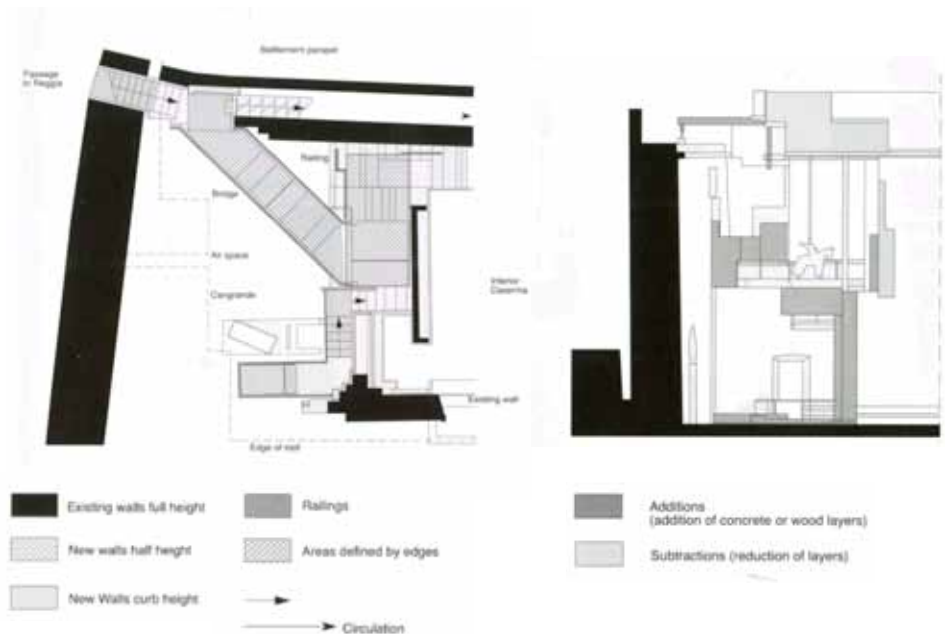 Battlement parapet
Passage
to Reggia
Railing
Bridge
Air space
Cangrande
Interior
Caserma
Existing wall
Edge of roof
Existing walls full height
Railings
New walls half height
Areas defined by edges
New Walls curb height
Circulation
Additions
(addition of concrete or wood layers)
Subtractions (reduction of layers)